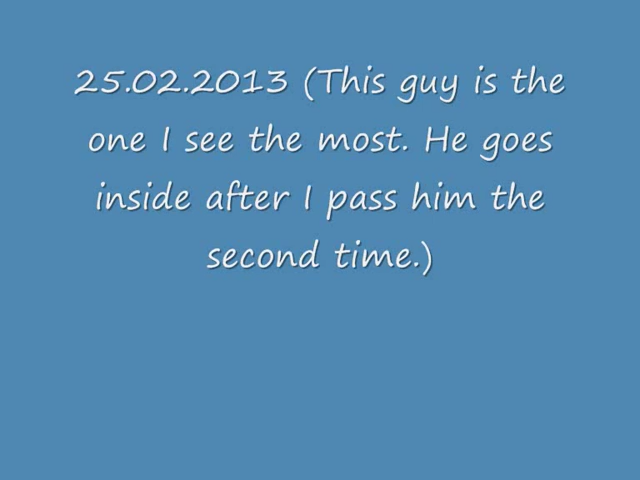 25.02.2013 (This guy is the
one I see the most. He goes
inside after I pass him the
second time.)